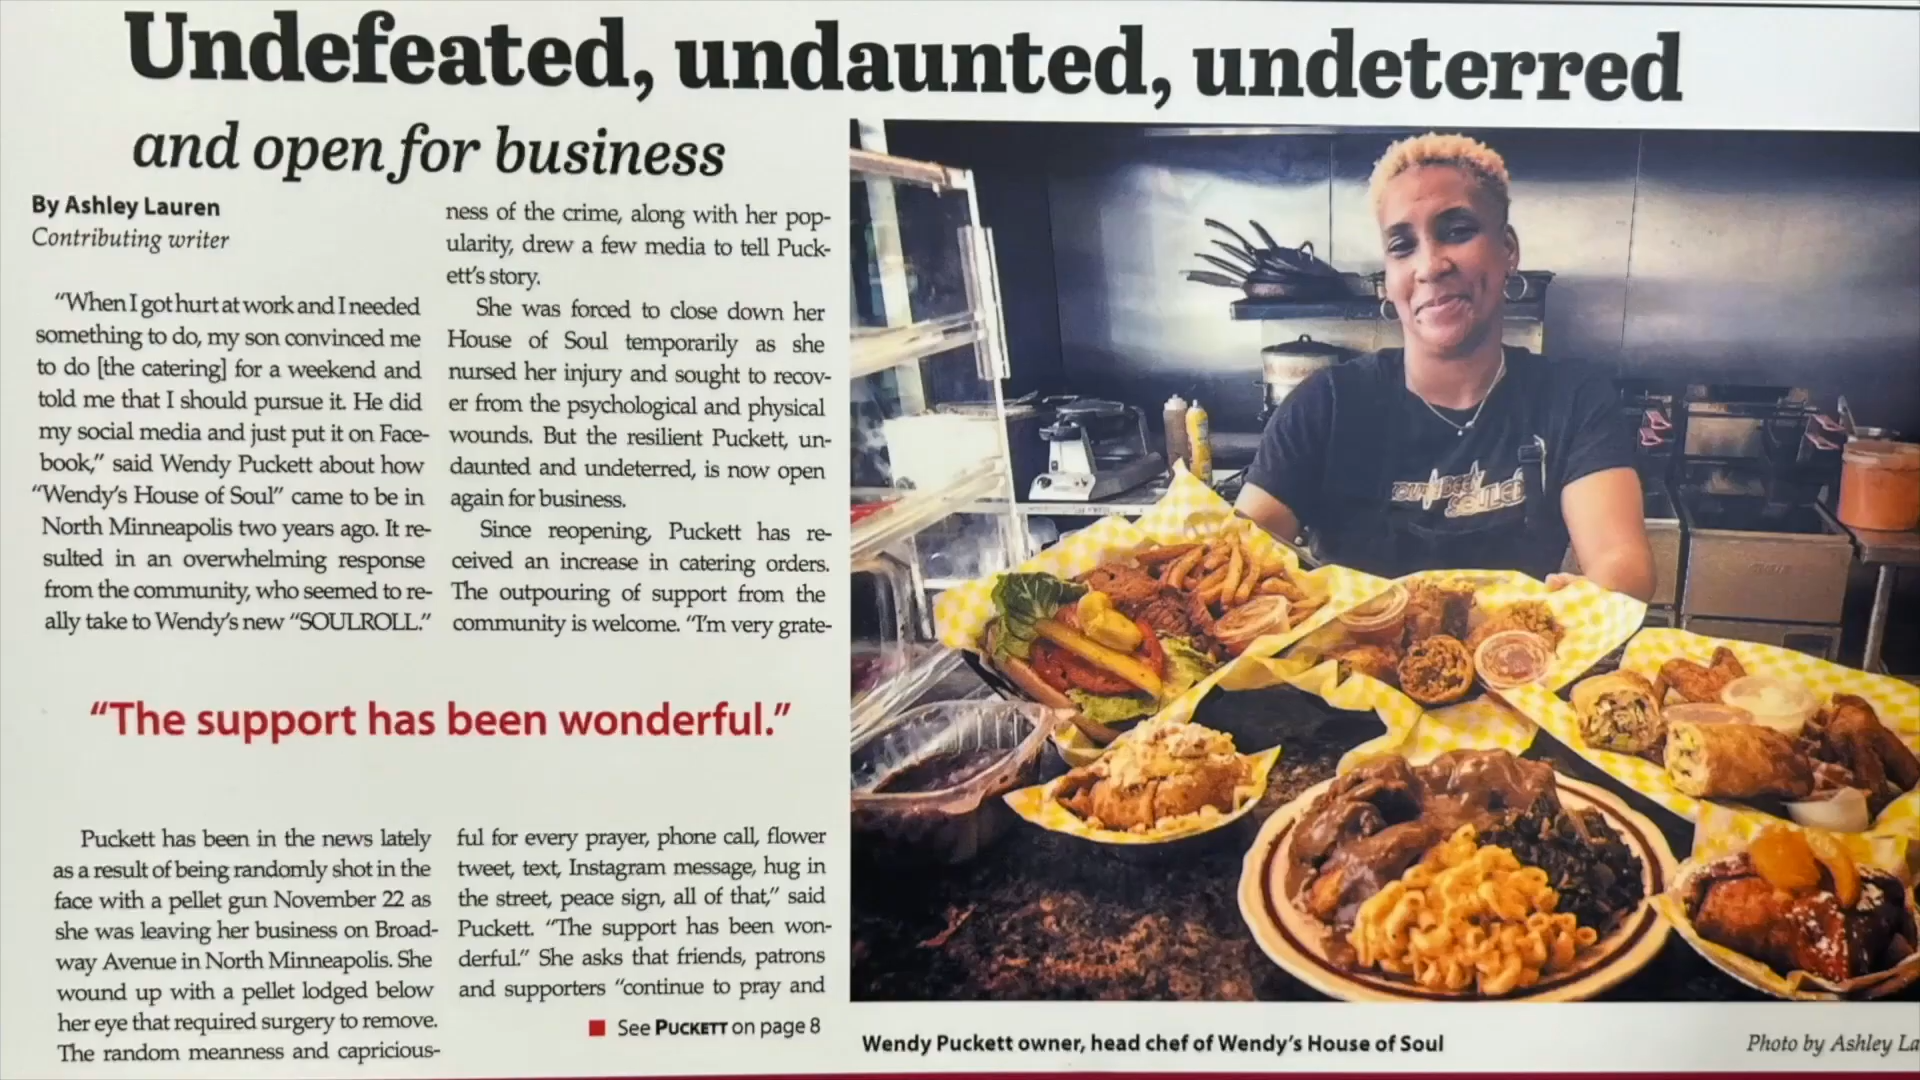 Undefeated, undaunted, undeterred
and open for business
By Ashley Lauren
Contributing writer
“When I got hurt at work and I needed
something to do, my son convinced me
to do [the catering] for a weekend and
told me that I should pursue it. He did
my social media and just put it on Face-
book,” said Wendy Puckett about how
“Wendy’s House of Soul” came to be in
North Minneapolis two years ago. It re-
sulted in an overwhelming response
from the community, who seemed to re-
ally take to Wendy’s new “SOULROLL.”
ness of the crime, along with her pop-
ularity, drew a few media to tell Puck-
ett’s story.
She was forced to close down her
House of Soul temporarily as she
nursed her injury and sought to recov-
er from the psychological and physical
wounds. But the resilient Puckett, un-
daunted and undeterred, is now open
again for business.
Since reopening, Puckett has re-
ceived an increase in catering orders.
The outpouring of support from the
community is welcome. “I’m very grate-
“The support has been wonderful.”
Puckett has been in the news lately
as a result of being randomly shot in the
face with a pellet gun November 22 as
she was leaving her business on Broad-
way Avenue in North Minneapolis. She
wound up with a pellet lodged below
her eye that required surgery to remove.
The random meanness and capricious-
ful for every prayer, phone call, flower
tweet, text, Instagram message, hug in
the street, peace sign, all of that,” said
Puckett. “The support has been won-
derful.” She asks that friends, patrons
and supporters “continue to pray and
See PUCKETT on page 8
Wendy Puckett owner, head chef of Wendy’s House of Soul
Photo by Ashley La